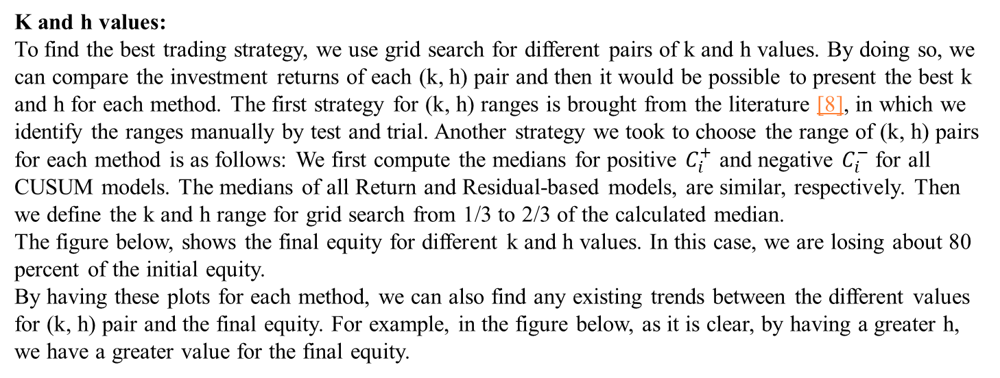 K and h values:
To find the best trading strategy, we use grid search for different pairs of k and h values. By doing so, we
can compare the investment returns of each (k, h) pair and then it would be possible to present the best k
and h for each method. The first strategy for (k, h) ranges is brought from the literature [8], in which we
identify the ranges manually by test and trial. Another strategy we took to choose the range of (k, h) pairs
for each method is as follows: We first compute the medians for positive $C_i^+$ and negative $C_i^-$ for all
CUSUM models. The medians of all Return and Residual-based models, are similar, respectively. Then
we define the k and h range for grid search from 1/3 to 2/3 of the calculated median.
The figure below, shows the final equity for different k and h values. In this case, we are losing about 80
percent of the initial equity.
By having these plots for each method, we can also find any existing trends between the different values
for (k, h) pair and the final equity. For example, in the figure below, as it is clear, by having a greater h,
we have a greater value for the final equity.